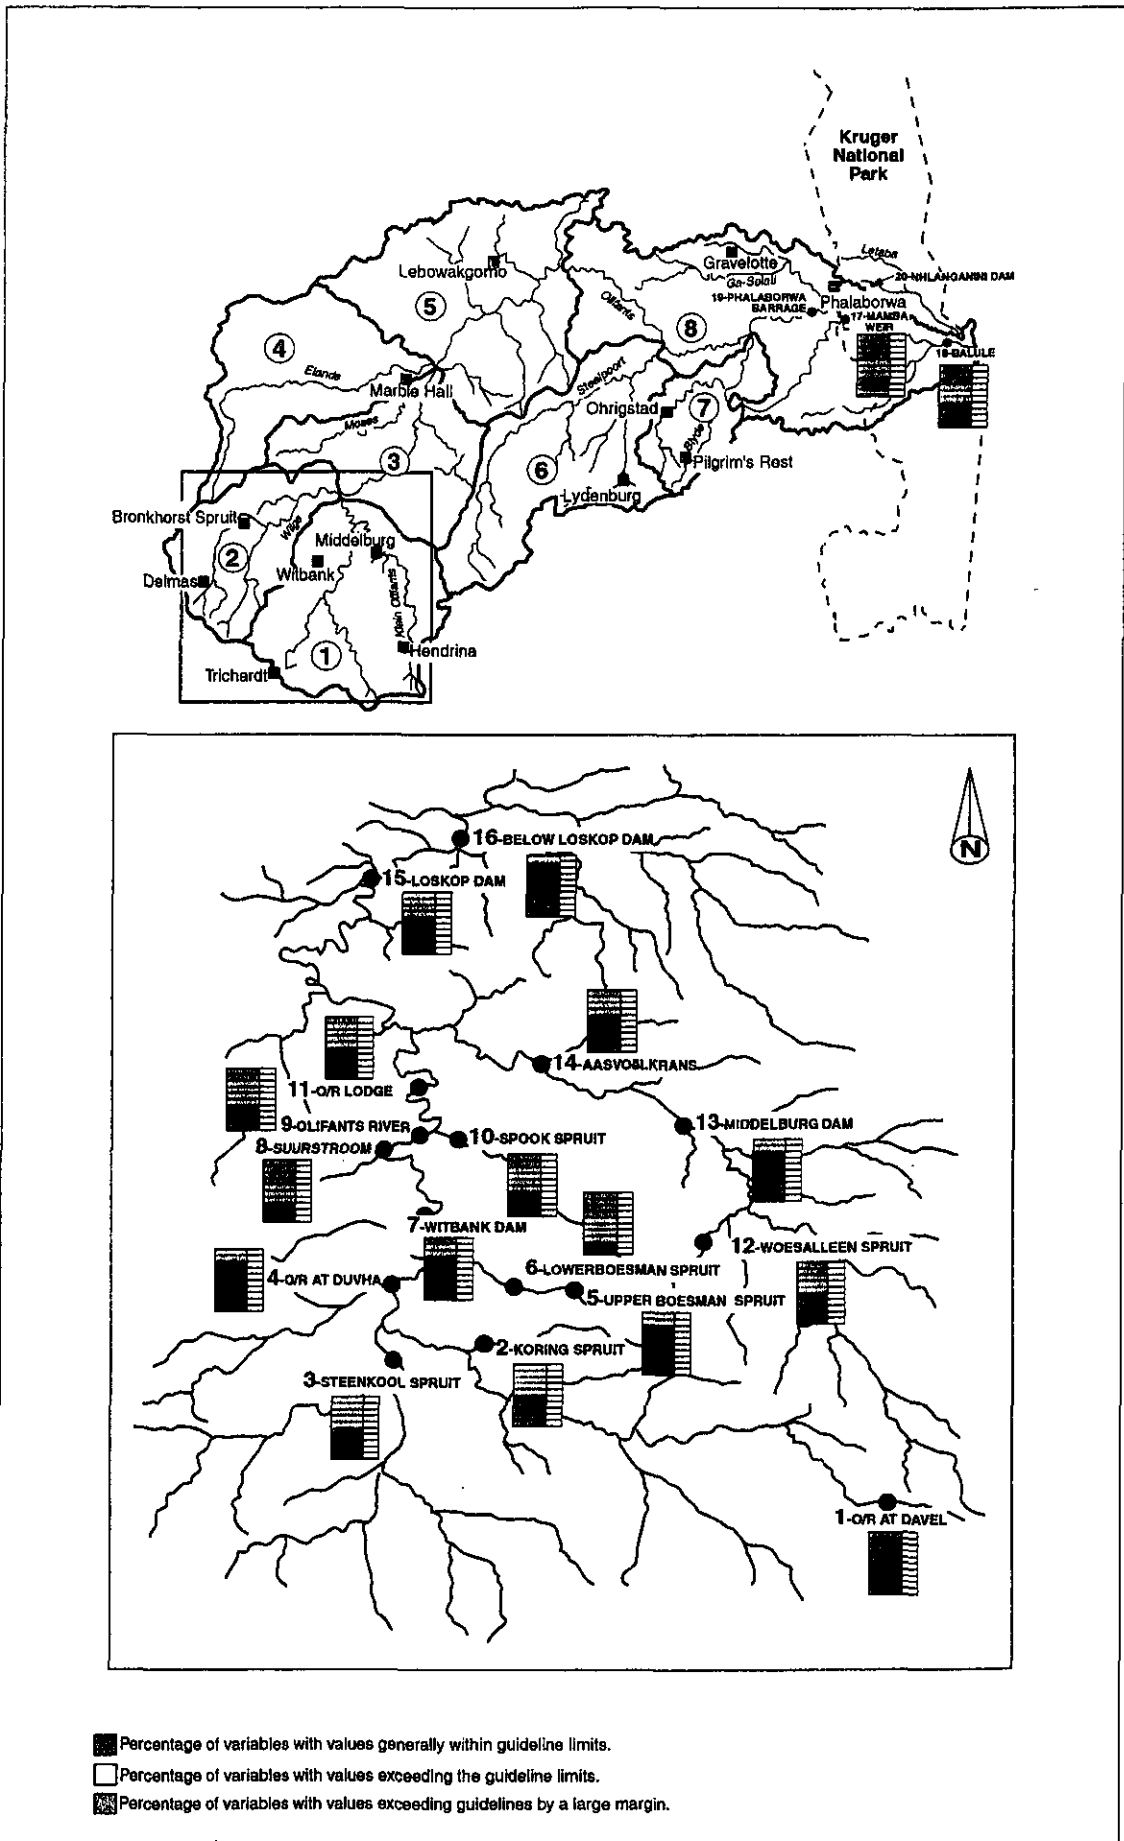 Kruger
National
Park
Letaba
20-NHLANGANINI DAM
Gravelotte
Ga-Selati
Lebowakgomo
Phalaborwa
19-PHALABORWA
BARRAGE
17-MAMBA
WEIR
18-BALULE
5
Olifants
8
4
Elands
Marble Hall
Steelpoort
Ohrigstad
7
Blyde
Moses
3
6
Pilgrim's Rest
Lydenburg
Bronkhorst Spruit
Wilge
Middelburg
2
Witbank
Delmas
Klein Olifants
1
Hendrina
Trichardt
N
16-BELOW LOSKOP DAM
15-LOSKOP DAM
14-AASVOëLKRANS
11-O/R LODGE
13-MIDDELBURG DAM
9-OLIFANTS RIVER
10-SPOOK SPRUIT
8-SUURSTROOM
7-WITBANK DAM
12-WOESALLEEN SPRUIT
6-LOWERBOESMAN SPRUIT
4-O/R AT DUVHA
5-UPPER BOESMAN SPRUIT
2-KORING SPRUIT
3-STEENKOOL SPRUIT
1-O/R AT DAVEL
Percentage of variables with values generally within guideline limits.
Percentage of variables with values exceeding the guideline limits.
Percentage of variables with values exceeding guidelines by a large margin.